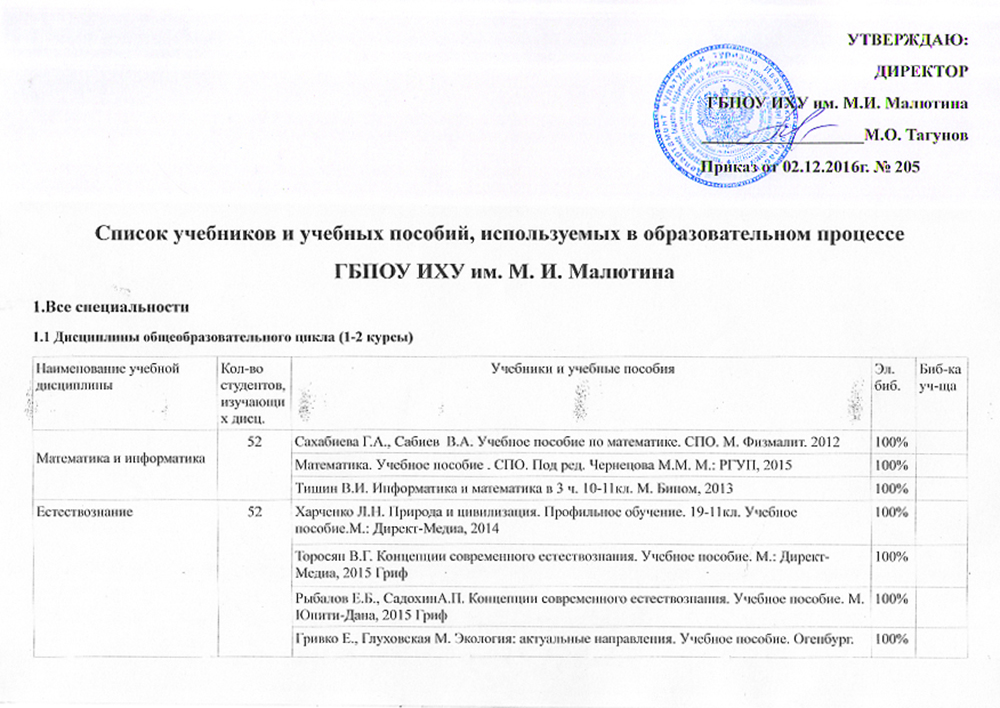 УТВЕРЖДАЮ:
ДИРЕКТОР
ГБПОУ ИХУ им. М.И. Малютина
М.О. Тагунов
Приказ от 02.12.2016г. № 205
Список учебников и учебных пособий, используемых в образовательном процессе
ГБПОУ ИХУ им. М. И. Малютина
1.Все специальности
1.1 Дисциплины общеобразовательного цикла (1-2 курсы)
Наименование учебной
дисциплины
Кол-во
студентов,
изучающи
х дисц.
Учебники и учебные пособия
Эл.
биб.
Биб-ка
уч-ща
Математика и информатика
52
Сахабиева Г.А., Сабиев В.А. Учебное пособие по математике. СПО. М. Физмалит. 2012
100%
Математика. Учебное пособие . СПО. Под ред. Чернецова М.М. М.: РГУП, 2015
100%
Тишин В.И. Информатика и математика в 3 ч. 10-11кл. М. Бином, 2013
100%
Естествознание
52
Харченко Л.Н. Природа и цивилизация. Профильное обучение. 19-11кл. Учебное
пособие.М.: Директ-Медиа, 2014
100%
Торосян В.Г. Концепции современного естествознания. Учебное пособие. М.: Директ-
Медиа, 2015 Гриф
100%
Рыбалов Е.Б., СадохинА.П. Концепции современного естествознания. Учебное пособие. М.
Юнити-Дана, 2015 Гриф
100%
Гривко Е., Глуховская М. Экология: актуальные направления. Учебное пособие. Огенбург.
100%